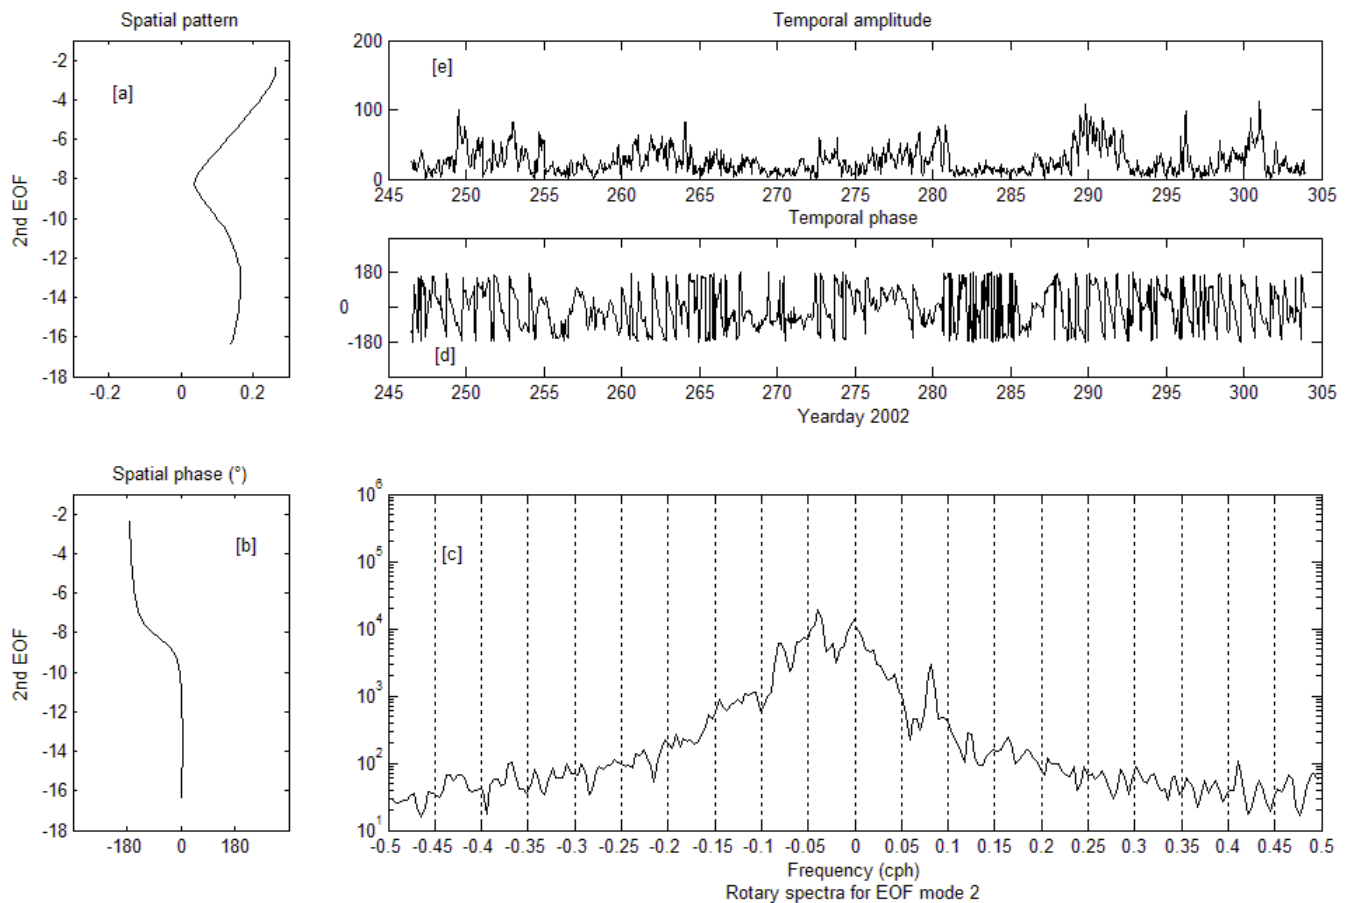 Spatial pattern
-2
-4
-6
-8
-10
-12
-14
-16
-18
-0.2 0 0.2
2nd EOF
[a]
Temporal amplitude
200
100
0
[e]
245 250 255 260 265 270 275 280 285 290 295 300 305
Temporal phase
180
0
-180
[d]
245 250 255 260 265 270 275 280 285 290 295 300 305
Yearday 2002
Spatial phase (°)
-2
-4
-6
-8
-10
-12
-14
-16
-18
-180 0 180
2nd EOF
[b]
10^6
10^5
10^4
10^3
10^2
10^1
[c]
-0.5 -0.45 -0.4 -0.35 -0.3 -0.25 -0.2 -0.15 -0.1 -0.05 0 0.05 0.1 0.15 0.2 0.25 0.3 0.35 0.4 0.45 0.5
Frequency (cph)
Rotary spectra for EOF mode 2